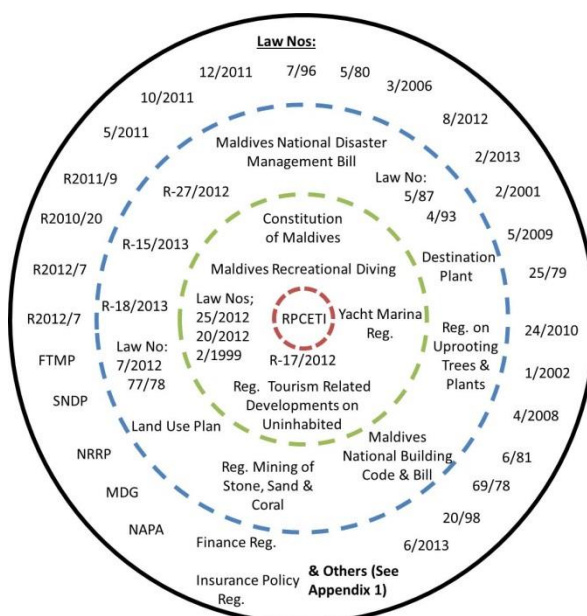 Law Nos:
12/2011
7/96
5/80
3/2006
10/2011
8/2012
5/2011
2/2013
Maldives National Disaster
Management Bill
R2011/9
R-27/2012
Law No:
5/87
4/93
2/2001
R2010/20
R-15/2013
Constitution
of Maldives
5/2009
R2012/7
Maldives Recreational Diving
Destination
Plant
25/79
R2012/7
R-18/2013
Law Nos;
25/2012
20/2012
2/1999
RPCETI
Yacht Marina
Reg.
Reg. on
Uprooting
Trees &
Plants
24/2010
FTMP
Law No:
7/2012
77/78
R-17/2012
1/2002
SNDP
Reg.  Tourism Related
Developments on
Uninhabited
4/2008
Land Use Plan
Maldives
National Building
Code & Bill
NRRP
6/81
Reg. Mining of
Stone, Sand &
Coral
MDG
69/78
NAPA
20/98
Finance Reg.
6/2013
Insurance Policy
Reg.
& Others (See
Appendix 1)